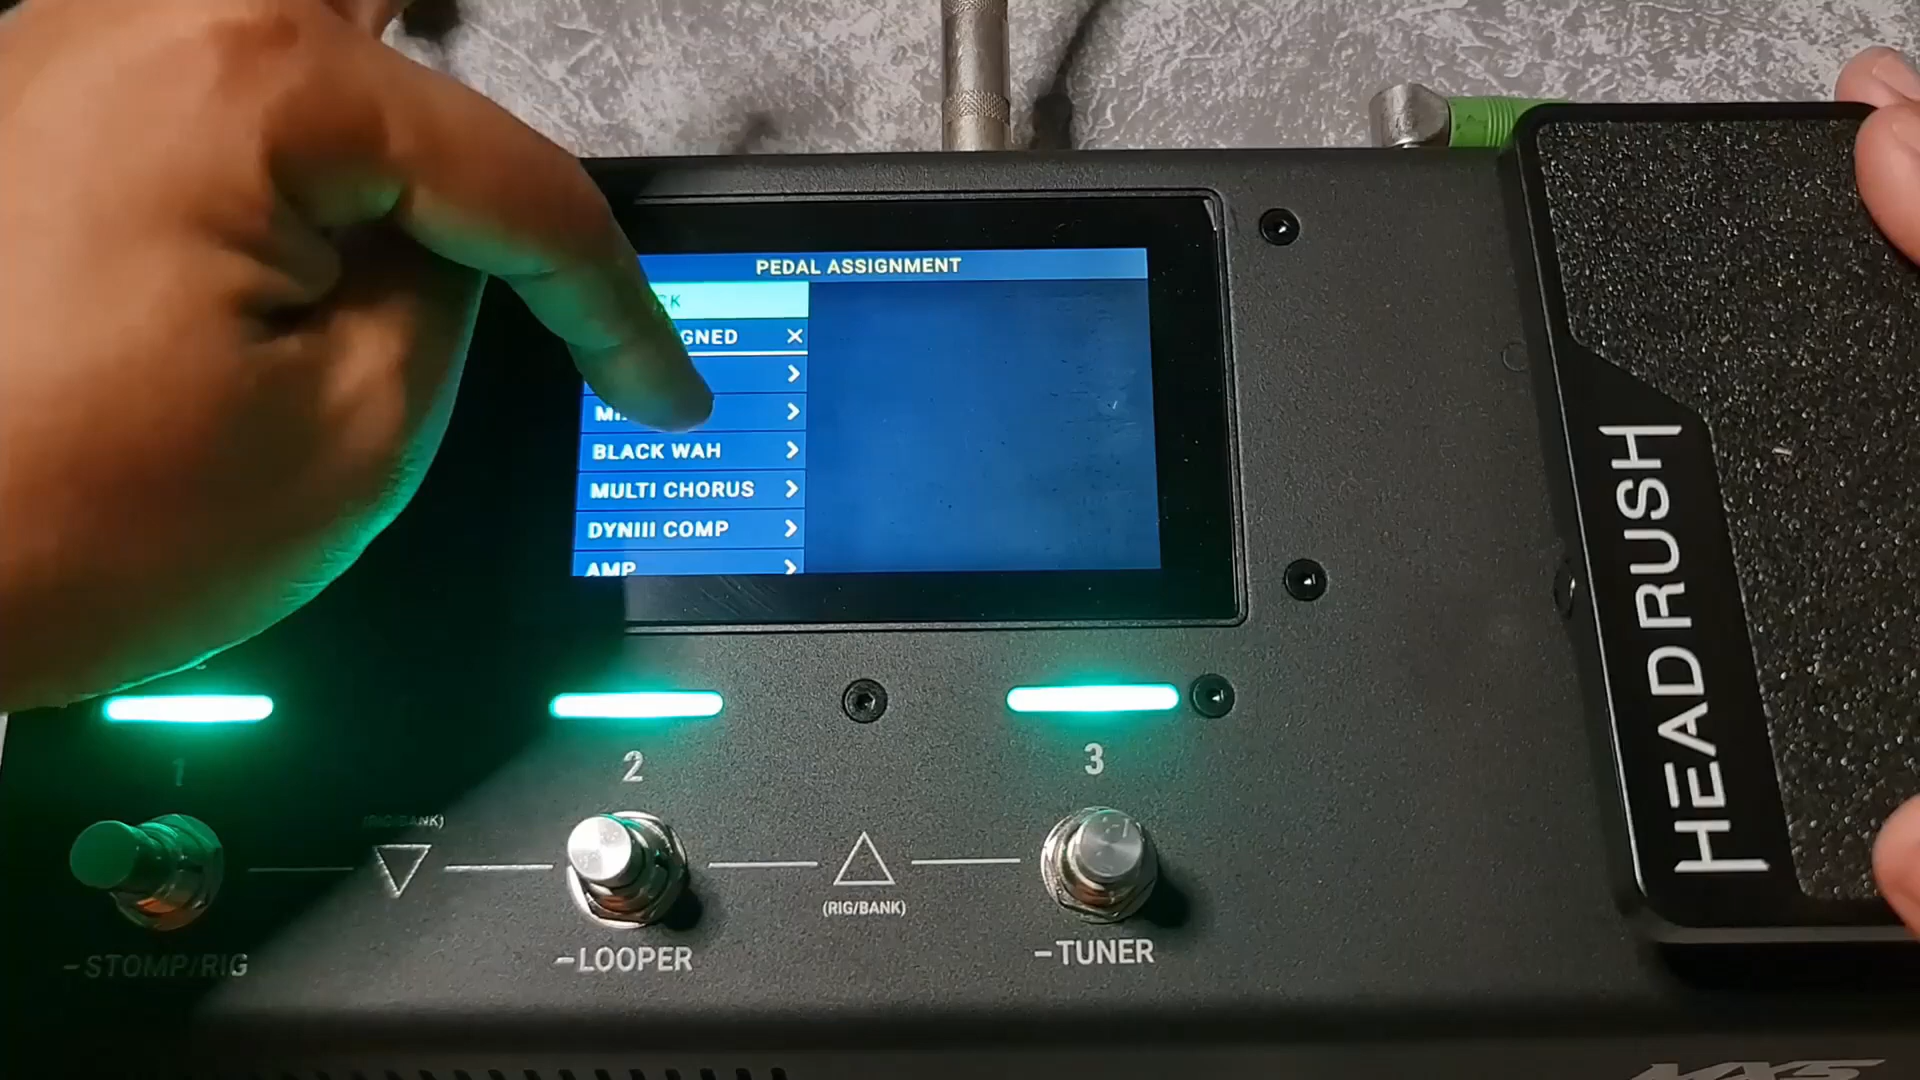 PEDAL ASSIGNMENT
BLACK WAH
MULTI CHORUS
DYNIII COMP
AMP
1
2
3
(RIG/BANK)
(RIG/BANK)
–STOMP/RIG
–LOOPER
–TUNER
HEADRUSH
MX5